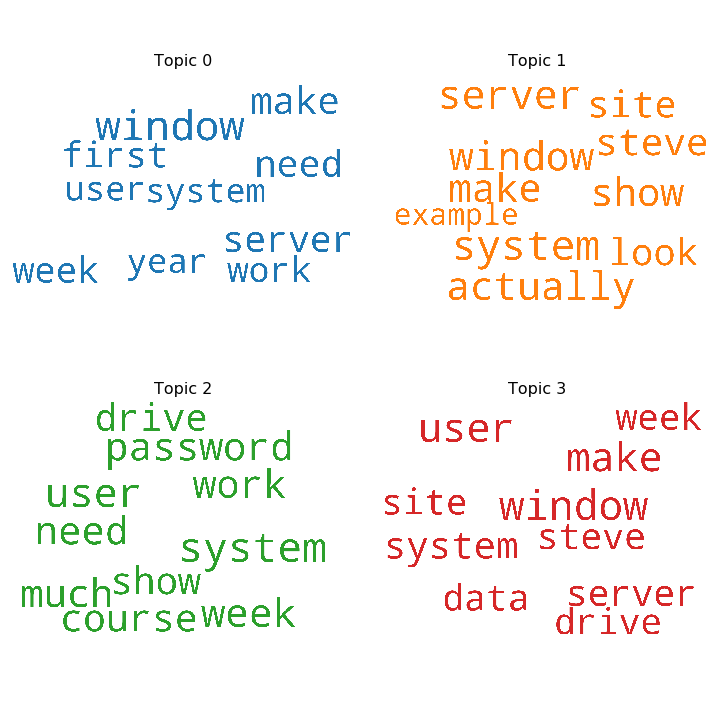 Topic 0
make
window
first
need
user system
server
year
week
work
Topic 1
server
site
steve
window
make
show
example
system
look
actually
Topic 2
drive
password
work
user
need
system
show
much
course
week
Topic 3
week
user
make
site
window
steve
system
data
server
drive